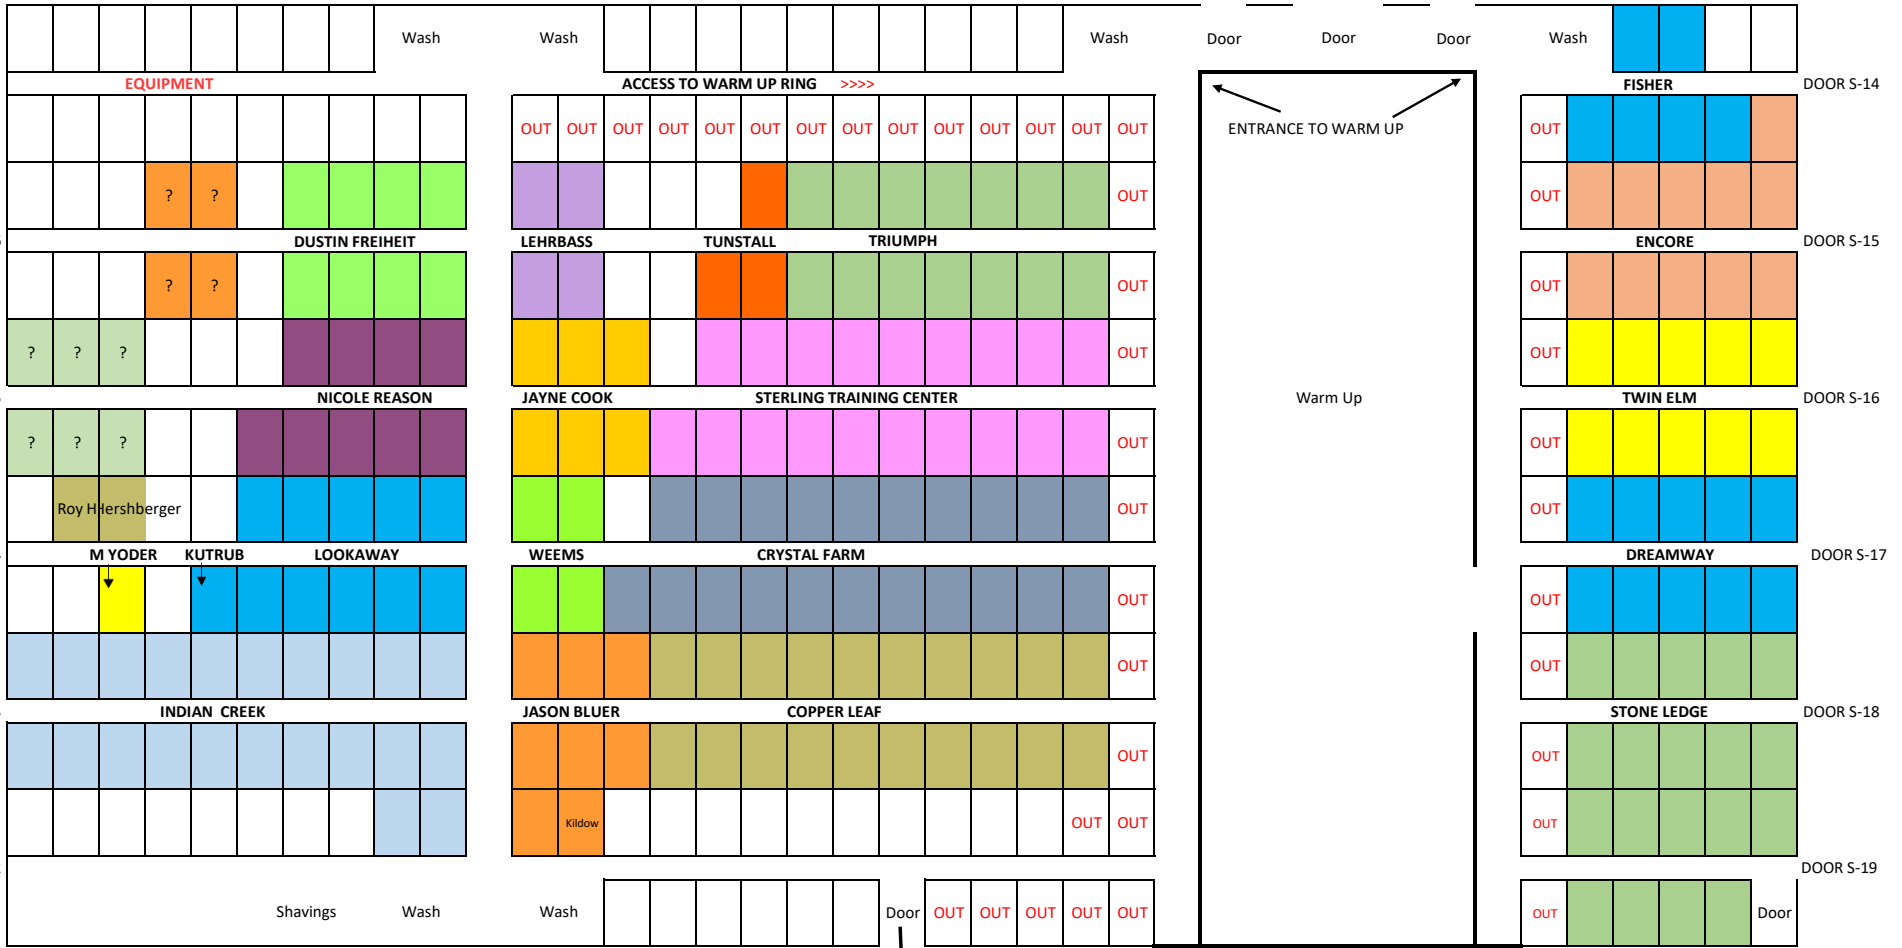 Wash Wash Wash Door Door Door Wash
EQUIPMENT ACCESS TO WARM UP RING >>>> FISHER DOOR S-14
OUT OUT OUT OUT OUT OUT OUT OUT OUT OUT OUT OUT OUT OUT ENTRANCE TO WARM UP OUT
? ? OUT OUT
DUSTIN FREIHEIT LEHRBASS TUNSTALL TRIUMPH ENCORE DOOR S-15
? ? OUT OUT
? ? ? OUT OUT
NICOLE REASON JAYNE COOK STERLING TRAINING CENTER Warm Up TWIN ELM DOOR S-16
? ? ? OUT OUT
Roy H Hershberger OUT OUT
M YODER KUTRUB LOOKAWAY WEEMS CRYSTAL FARM DREAMWAY DOOR S-17
OUT OUT
OUT OUT
INDIAN CREEK JASON BLUER COPPER LEAF STONE LEDGE DOOR S-18
OUT OUT
Kildow OUT OUT OUT
DOOR S-19
Shavings Wash Wash Door OUT OUT OUT OUT OUT OUT Door